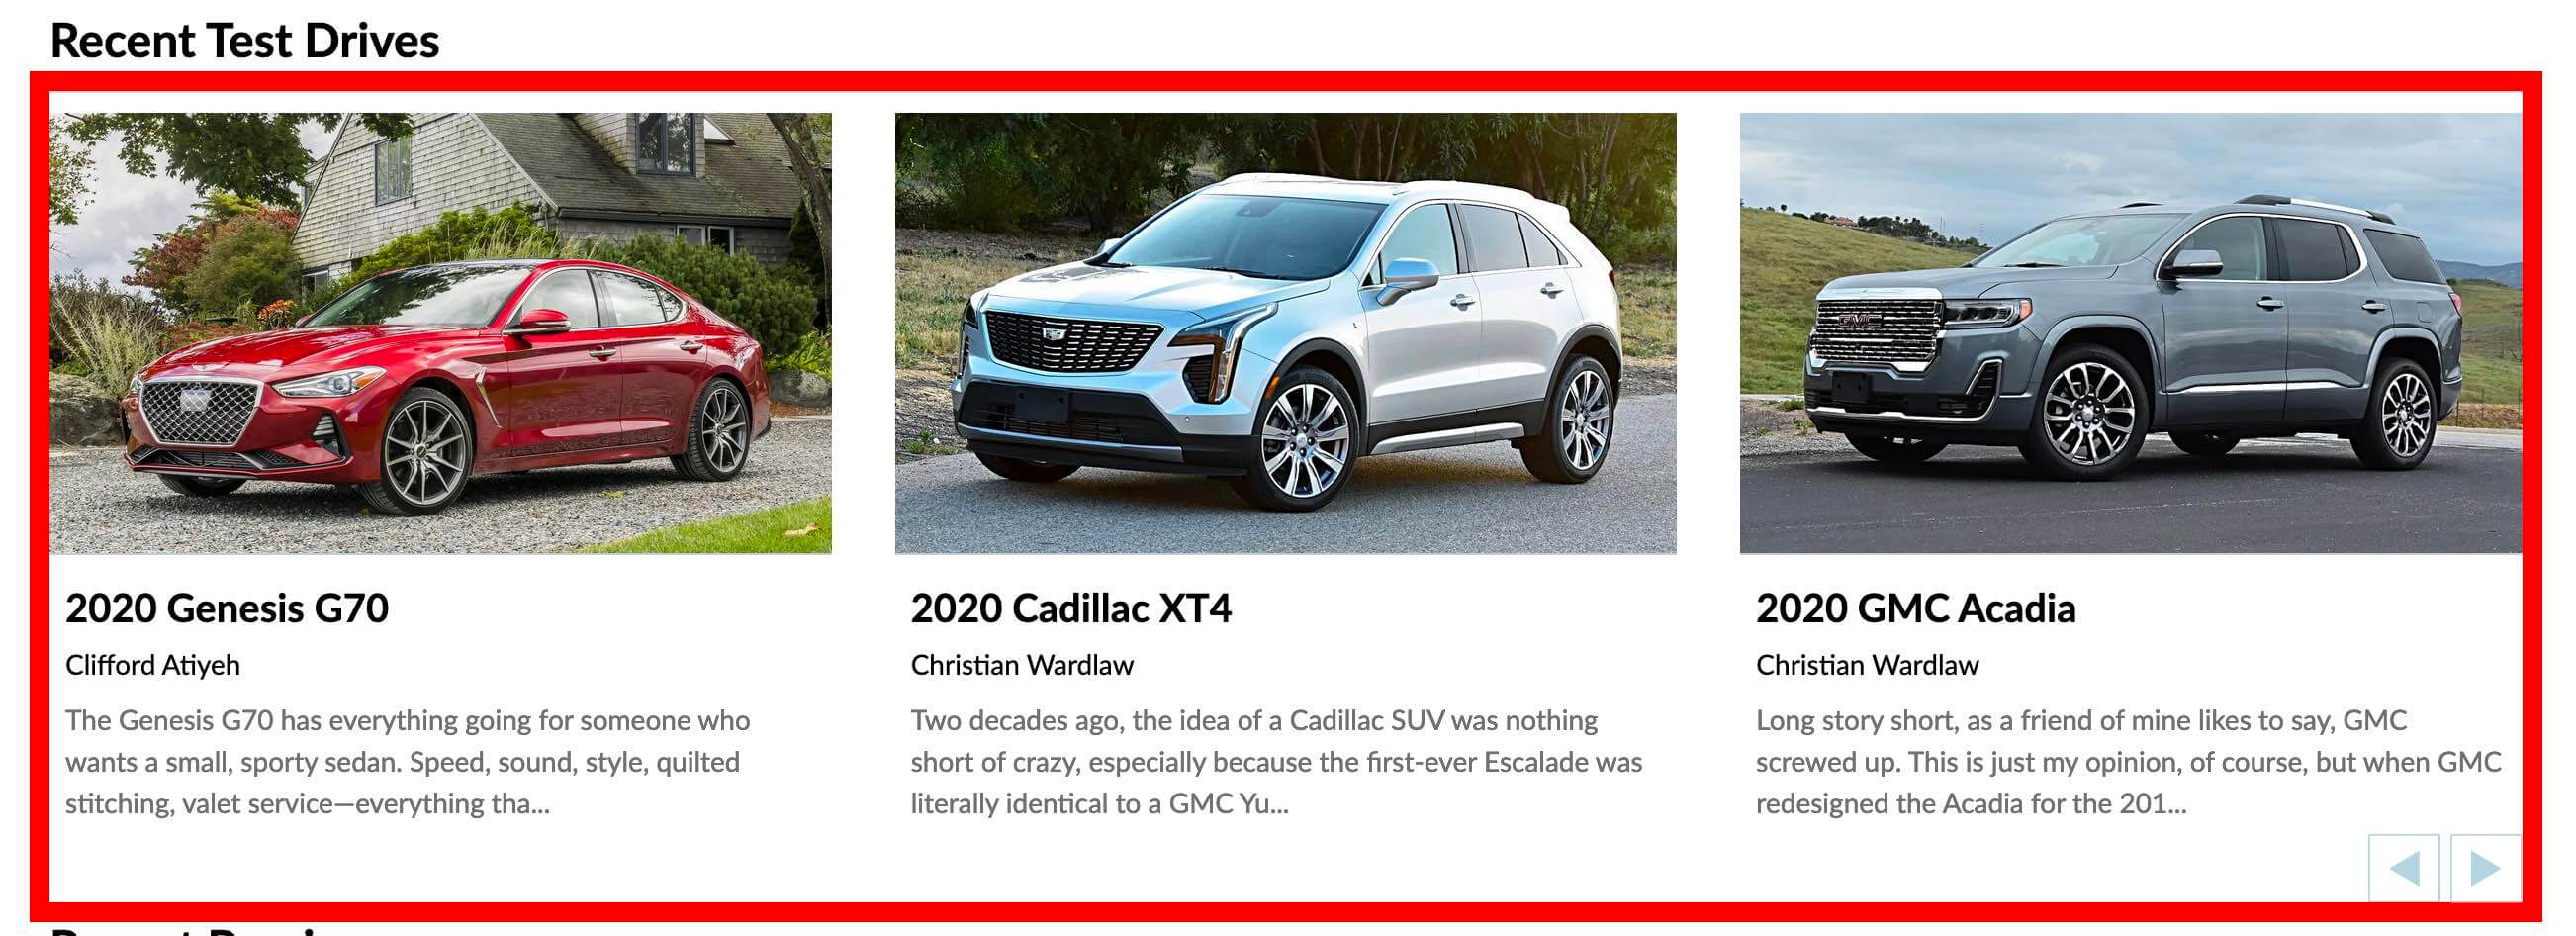 Recent Test Drives
2020 Genesis G70
Clifford Atiyeh
The Genesis G70 has everything going for someone who
wants a small, sporty sedan. Speed, sound, style, quilted
stitching, valet service—everything tha...
2020 Cadillac XT4
Christian Wardlaw
Two decades ago, the idea of a Cadillac SUV was nothing
short of crazy, especially because the first-ever Escalade was
literally identical to a GMC Yu...
GMC
2020 GMC Acadia
Christian Wardlaw
Long story short, as a friend of mine likes to say, GMC
screwed up. This is just my opinion, of course, but when GMC
redesigned the Acadia for the 201...